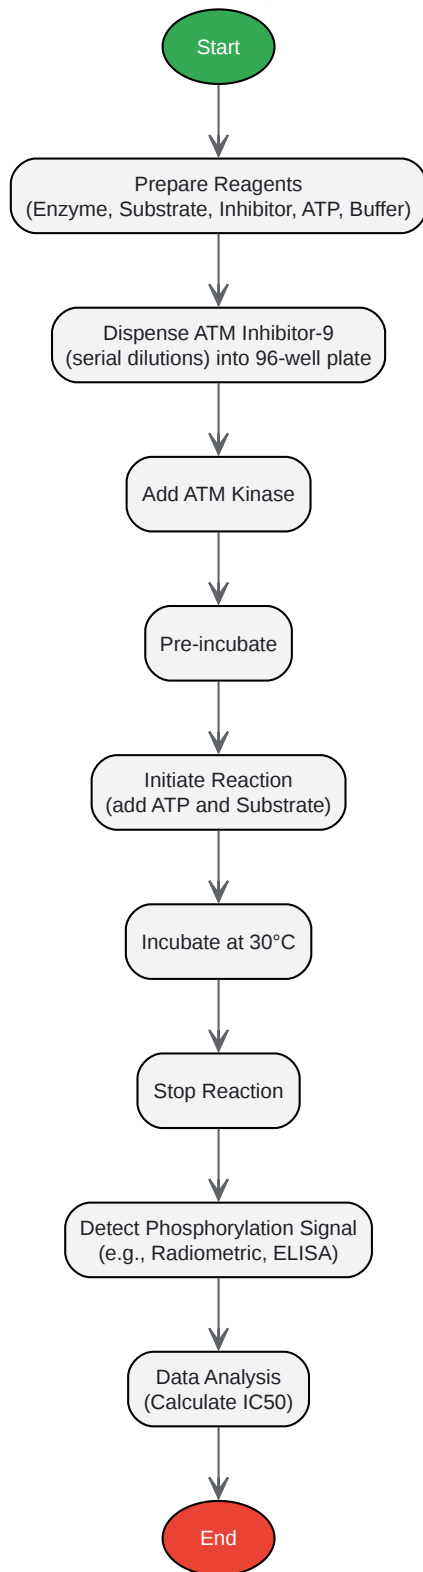 Start
Prepare Reagents
(Enzyme, Substrate, Inhibitor, ATP, Buffer)
Dispense ATM Inhibitor-9
(serial dilutions) into 96-well plate
Add ATM Kinase
Pre-incubate
Initiate Reaction
(add ATP and Substrate)
Incubate at 30°C
Stop Reaction
Detect Phosphorylation Signal
(e.g., Radiometric, ELISA)
Data Analysis
(Calculate IC50)
End